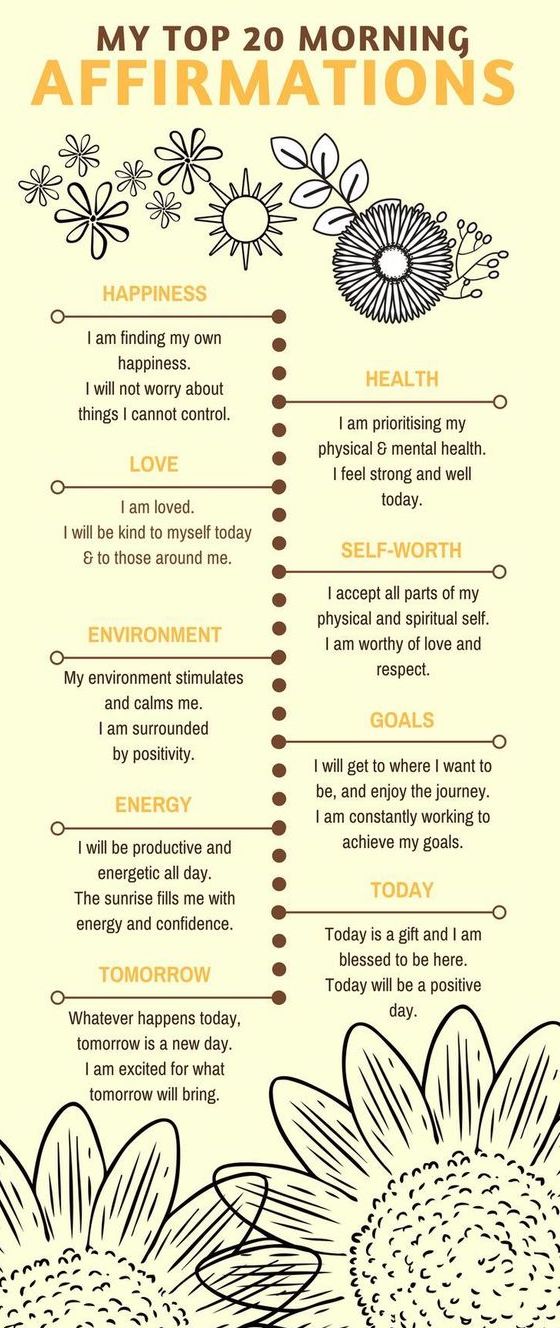 MY TOP 20 MORNING
AFFIRMATIONS
HAPPINESS
I am finding my own
happiness.
I will not worry about
things I cannot control.
HEALTH
I am prioritising my
physical & mental health.
I feel strong and well
today.
LOVE
I am loved.
I will be kind to myself today
& to those around me.
SELF-WORTH
I accept all parts of my
physical and spiritual self.
I am worthy of love and
respect.
ENVIRONMENT
My environment stimulates
and calms me.
I am surrounded
by positivity.
GOALS
I will get to where I want to
be, and enjoy the journey.
I am constantly working to
achieve my goals.
ENERGY
I will be productive and
energetic all day.
The sunrise fills me with
energy and confidence.
TODAY
Today is a gift and I am
blessed to be here.
Today will be a positive
day.
TOMORROW
Whatever happens today,
tomorrow is a new day.
I am excited for what
tomorrow will bring.